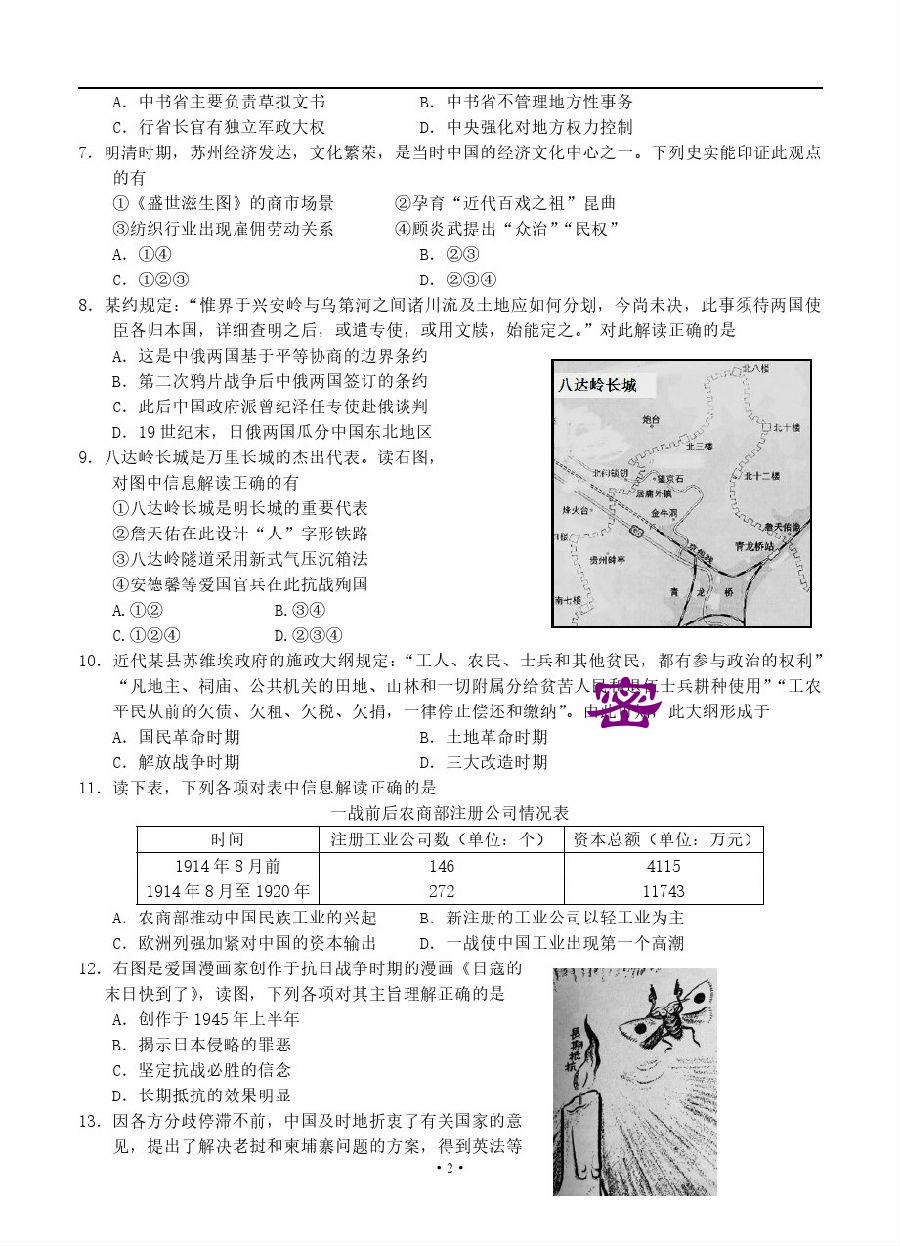 A. 中书省主要负责草拟文书 B. 中书省不管理地方性事务
C. 行省长官有独立军政大权 D. 中央强化对地方权力控制
7. 明清时期，苏州经济发达，文化繁荣，是当时中国的经济文化中心之一。下列史实能印证此观点
的有
①《盛世滋生图》的商市场景 ②孕育“近代百戏之祖”昆曲
③纺织行业出现雇佣劳动关系 ④顾炎武提出“众治”“民权”
A. ①④ B. ②③
C. ①②③ D. ②③④
8. 某约规定：“惟界于兴安岭与乌第河之间诸川流及土地应如何分划，今尚未决，此事须待两国使
臣各归本国，详细查明之后，或遣专使，或用文牍，始能定之。”对此解读正确的是
A. 这是中俄两国基于平等协商的边界条约
B. 第二次鸦片战争后中俄两国签订的条约
C. 此后中国政府派曾纪泽任专使赴俄谈判
D. 19世纪末，日俄两国瓜分中国东北地区
9. 八达岭长城是万里长城的杰出代表。读右图，
对图中信息解读正确的有
①八达岭长城是明长城的重要代表
②詹天佑在此设计“人”字形铁路
③八达岭隧道采用新式气压沉箱法
④安德馨等爱国官兵在此抗战殉国
A.①② B.③④
C.①②④ D.②③④
八达岭长城
北八楼
炮台
北十楼
北三楼
北门锁钥
望京石
北十二楼
居庸外镇
烽火台
金牛洞
詹天佑像
青龙桥站
京包线
贵州碑亭
南七楼
青龙桥
10. 近代某县苏维埃政府的施政大纲规定：“工人、农民、士兵和其他贫民，都有参与政治的权利”
“凡地主、祠庙、公共机关的田地、山林和一切附属分给贫苦人民和退伍士兵耕种使用”“工农
平民从前的欠债、欠租、欠税、欠捐，一律停止偿还和缴纳”。由此可知，此大纲形成于
密
A. 国民革命时期 B. 土地革命时期
C. 解放战争时期 D. 三大改造时期
11. 读下表，下列各项对表中信息解读正确的是
一战前后农商部注册公司情况表
时间 注册工业公司数（单位：个） 资本总额（单位：万元）
1914年8月前 146 4115
1914年8月至1920年 272 11743
A. 农商部推动中国民族工业的兴起 B. 新注册的工业公司以轻工业为主
C. 欧洲列强加紧对中国的资本输出 D. 一战使中国工业出现第一个高潮
12. 右图是爱国漫画家创作于抗日战争时期的漫画《日寇的
末日快到了》，读图，下列各项对其主旨理解正确的是
A. 创作于1945年上半年
B. 揭示日本侵略的罪恶
C. 坚定抗战必胜的信念
D. 长期抵抗的效果明显
长期抵抗
13. 因各方分歧停滞不前，中国及时地折衷了有关国家的意
见，提出了解决老挝和柬埔寨问题的方案，得到英法等
·2·